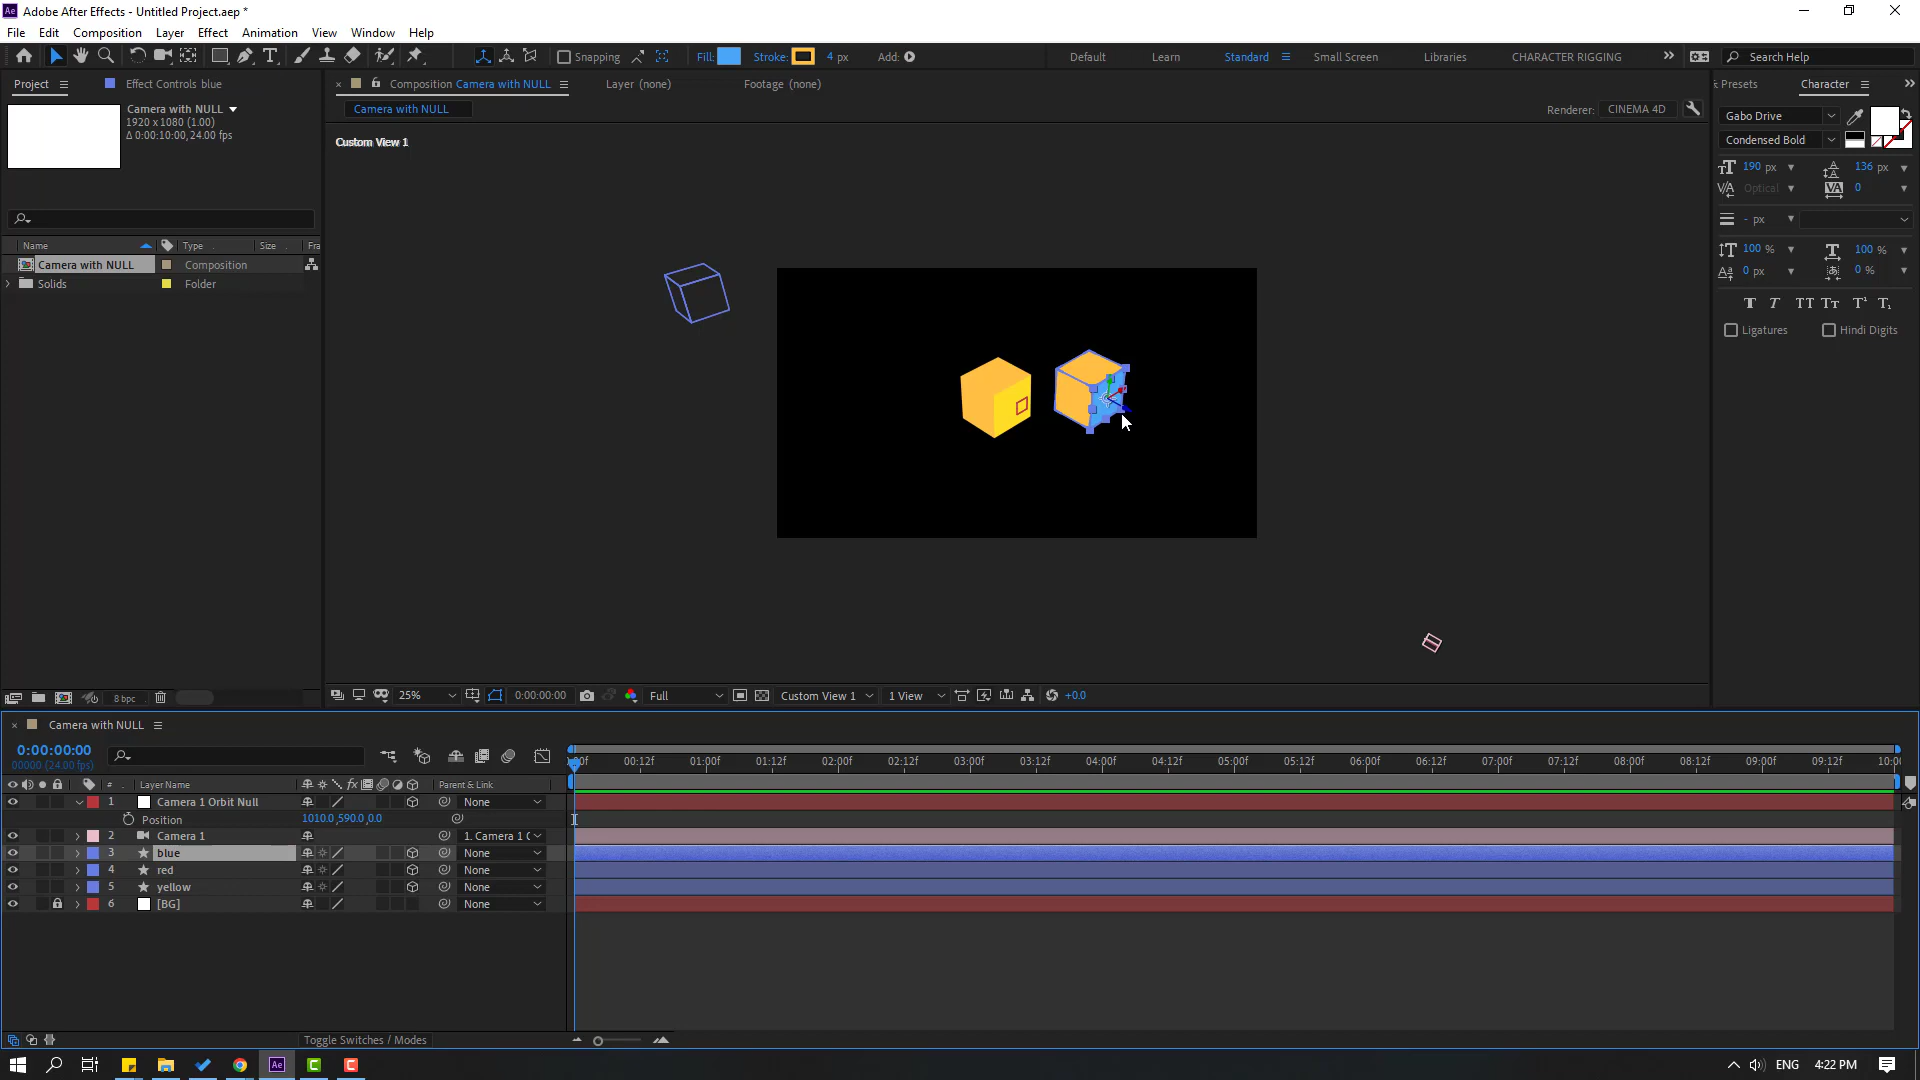 Adobe After Effects - Untitled Project.aep *
File Edit Composition Layer Effect Animation View Window Help
Snapping Fill: Stroke: 4 px Add: Default Learn Standard Small Screen Libraries CHARACTER RIGGING Search Help
Project Effect Controls blue
Composition Camera with NULL Layer (none) Footage (none)
Presets Character
Camera with NULL
1920 x 1080 (1.00)
Δ 0:00:10:00, 24.00 fps
Camera with NULL
Renderer: CINEMA 4D
Custom View 1
Gabo Drive
Condensed Bold
190 px 136 px
Optical 0
- px
100 % 100 %
0 px 0 %
T T TT Tт T¹ T₁
Ligatures Hindi Digits
Name Type Size Fra
Camera with NULL Composition
Solids Folder
8 bpc
25% 0:00:00:00 Full Custom View 1 1 View +0.0
Camera with NULL
0:00:00:00
00000 (24.00 fps)
:00f 00:12f 01:00f 01:12f 02:00f 02:12f 03:00f 03:12f 04:00f 04:12f 05:00f 05:12f 06:00f 06:12f 07:00f 07:12f 08:00f 08:12f 09:00f 09:12f 10:00
# Layer Name fx Parent & Link
1 Camera 1 Orbit Null None
Position 1010.0,590.0,0.0
2 Camera 1 1. Camera 1 O
3 blue None
4 red None
5 yellow None
6 [BG] None
Toggle Switches / Modes
Ae ENG 4:22 PM